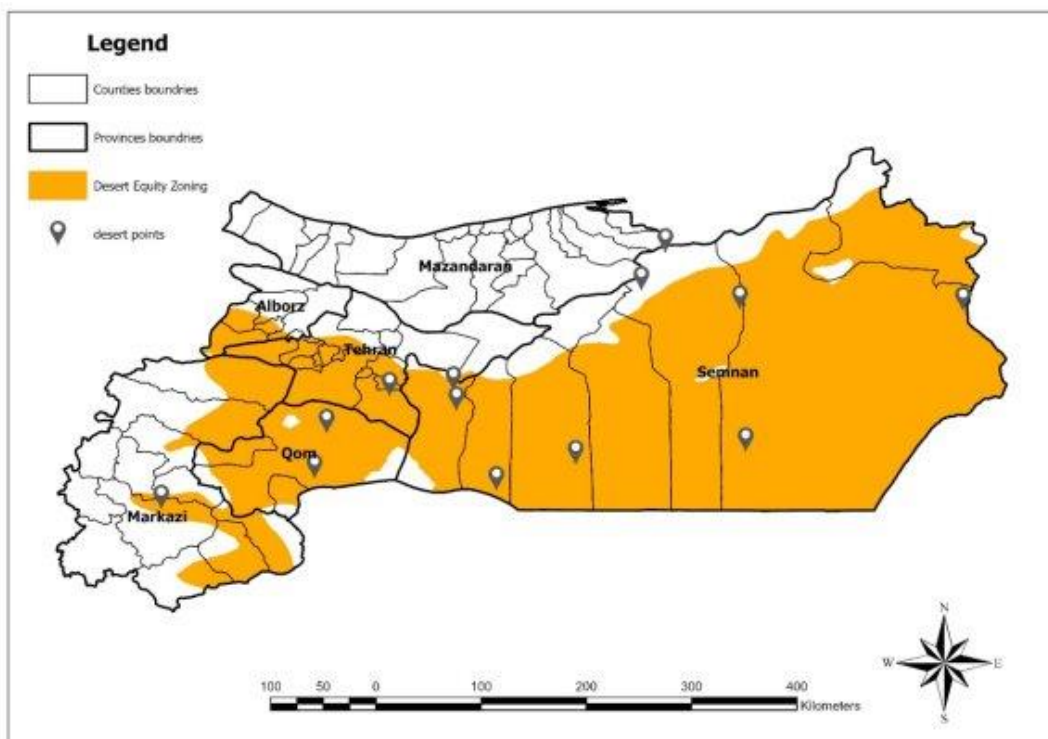 Legend
Counties boundries
Provinces boundries
Desert Equity Zoning
desert points
Mazandaran
Alborz
Tehran
Semnan
Qom
Markazi
N
W E
S
100 50 0 100 200 300 400
Kilometers